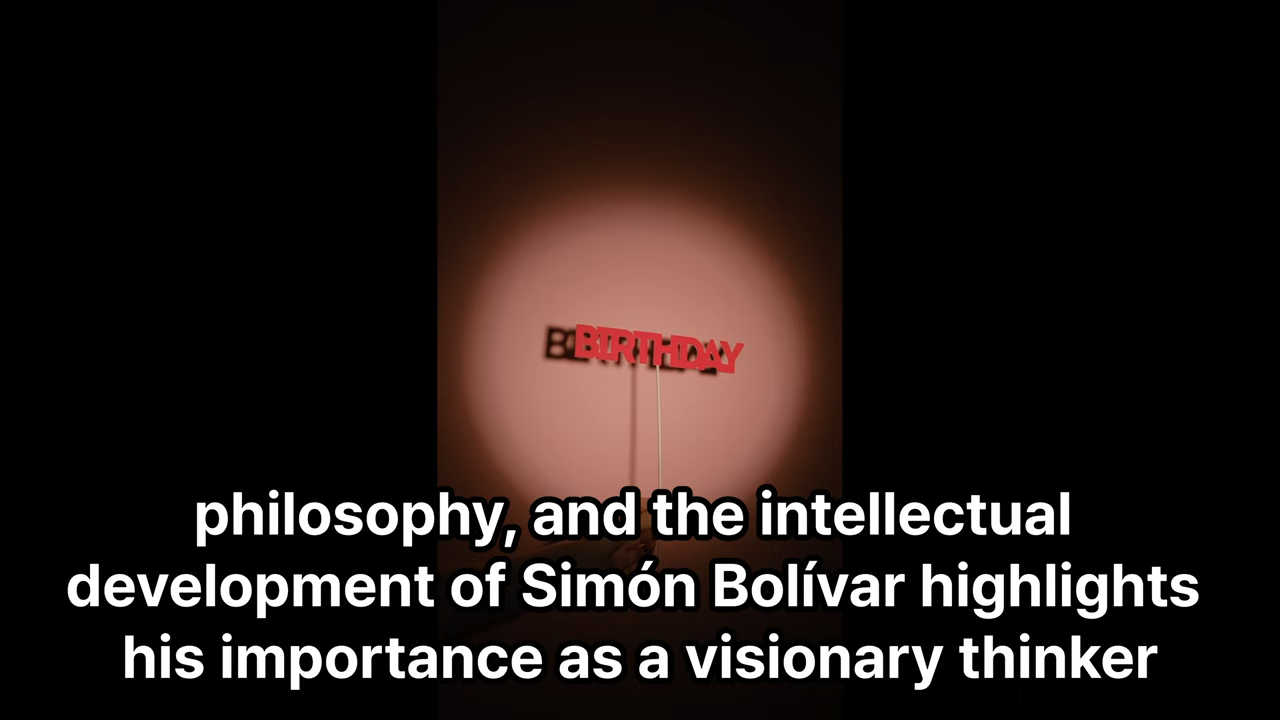 BIRTHDAY
philosophy, and the intellectual
development of Simón Bolívar highlights
his importance as a visionary thinker